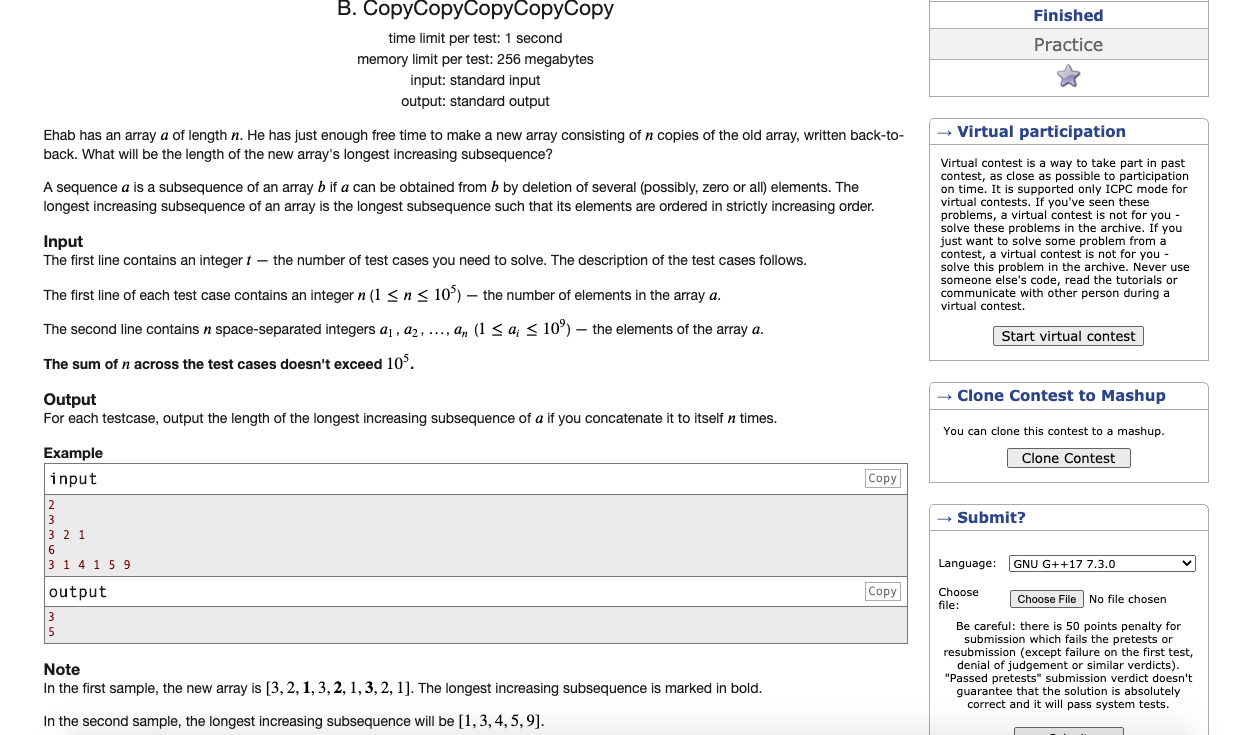 B. CopyCopyCopyCopyCopy
time limit per test: 1 second
memory limit per test: 256 megabytes
input: standard input
output: standard output
Ehab has an array a of length n. He has just enough free time to make a new array consisting of n copies of the old array, written back-to-
back. What will be the length of the new array's longest increasing subsequence?
A sequence a is a subsequence of an array b if a can be obtained from b by deletion of several (possibly, zero or all) elements. The
longest increasing subsequence of an array is the longest subsequence such that its elements are ordered in strictly increasing order.
Input
The first line contains an integer t — the number of test cases you need to solve. The description of the test cases follows.
The first line of each test case contains an integer n (1 ≤ n ≤ 10⁵) — the number of elements in the array a.
The second line contains n space-separated integers a₁, a₂, …, aₙ (1 ≤ aᵢ ≤ 10⁹) — the elements of the array a.
The sum of n across the test cases doesn't exceed 10⁵.
Output
For each testcase, output the length of the longest increasing subsequence of a if you concatenate it to itself n times.
Example
input
Copy
2
3
3 2 1
6
3 1 4 1 5 9
output
Copy
3
5
Note
In the first sample, the new array is [3, 2, 1, 3, 2, 1, 3, 2, 1]. The longest increasing subsequence is marked in bold.
In the second sample, the longest increasing subsequence will be [1, 3, 4, 5, 9].
Finished
Practice
→ Virtual participation
Virtual contest is a way to take part in past
contest, as close as possible to participation
on time. It is supported only ICPC mode for
virtual contests. If you've seen these
problems, a virtual contest is not for you -
solve these problems in the archive. If you
just want to solve some problem from a
contest, a virtual contest is not for you -
solve this problem in the archive. Never use
someone else's code, read the tutorials or
communicate with other person during a
virtual contest.
Start virtual contest
→ Clone Contest to Mashup
You can clone this contest to a mashup.
Clone Contest
→ Submit?
Language: GNU G++17 7.3.0
Choose
file:
Choose File No file chosen
Be careful: there is 50 points penalty for
submission which fails the pretests or
resubmission (except failure on the first test,
denial of judgement or similar verdicts).
"Passed pretests" submission verdict doesn't
guarantee that the solution is absolutely
correct and it will pass system tests.